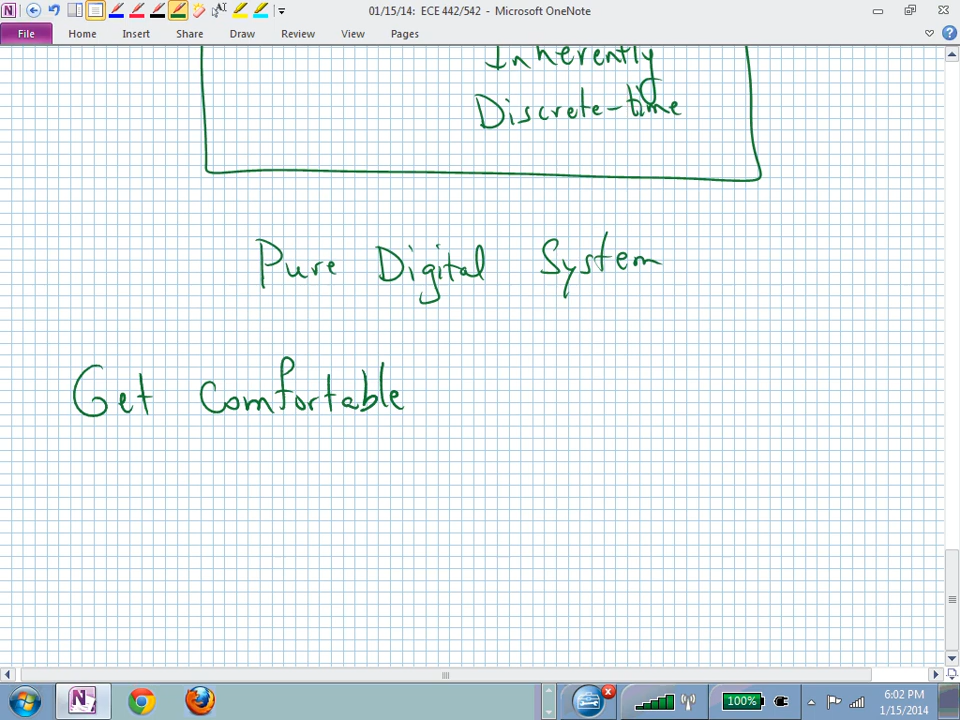 01/15/14: ECE 442/542 - Microsoft OneNote
File Home Insert Share Draw Review View Pages
Inherently
Discrete-time
Pure Digital System
Get comfortable
100%
6:02 PM
1/15/2014